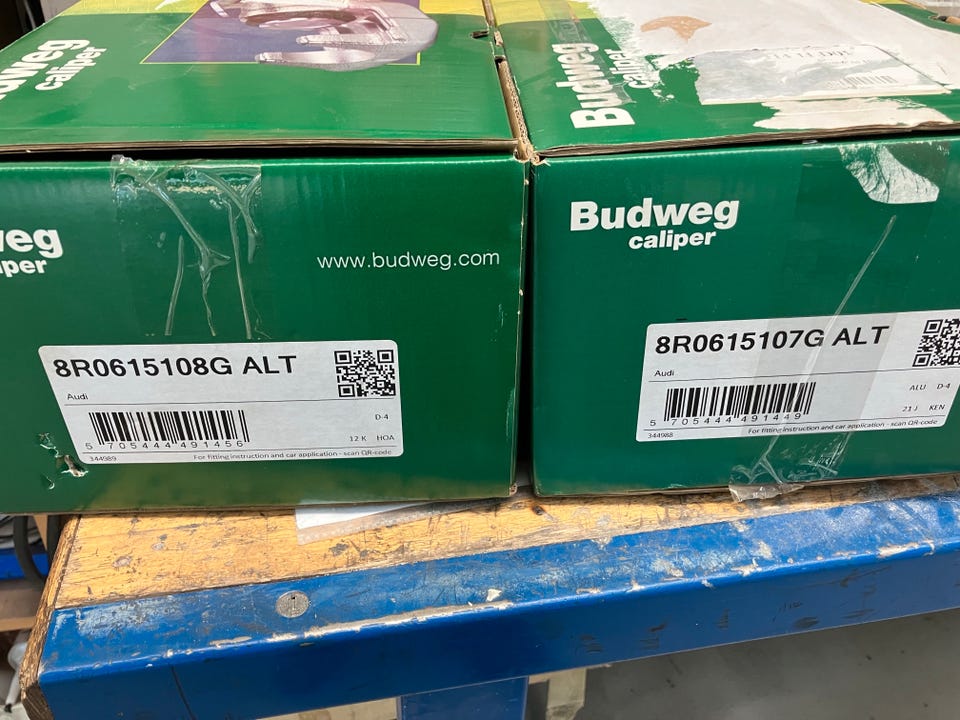 Budweg
caliper
www.budweg.com
8R0615108G ALT
Audi
D-4
5 705444 491456
12 K HOA
344989
For fitting instruction and car application - scan QR-code
Budweg
caliper
Budweg
caliper
8R0615107G ALT
Audi
ALU D-4
5 705444 491449
21 J KEN
344988
For fitting instruction and car application - scan QR-code